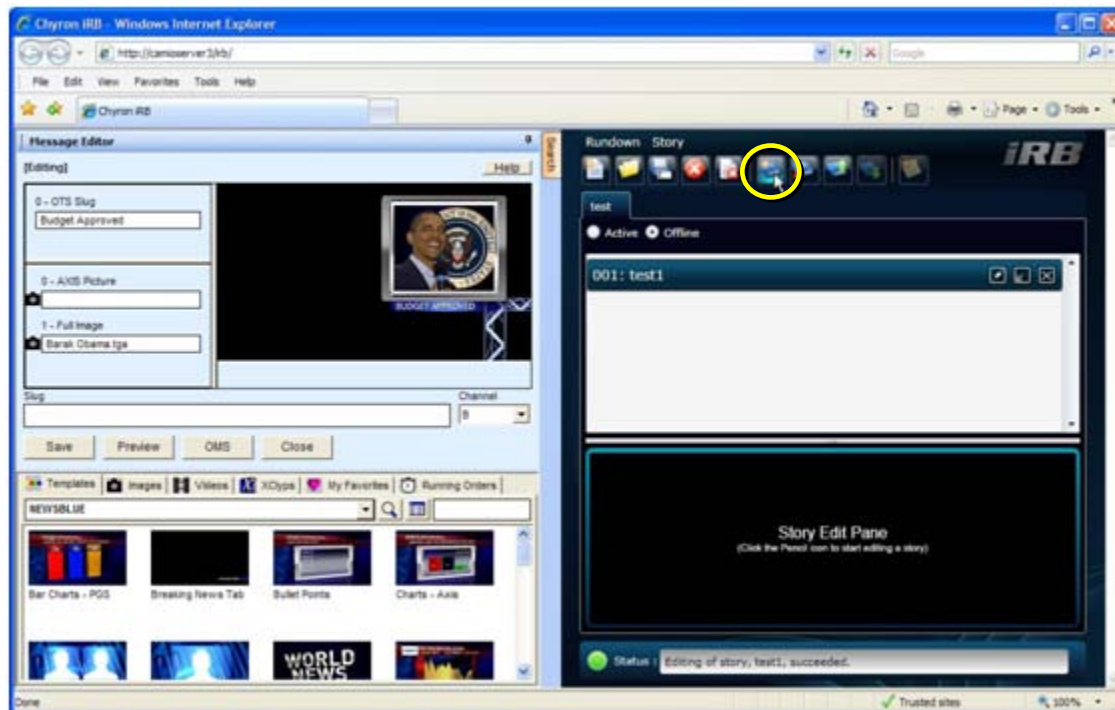 Chyron iRB - Windows Internet Explorer
http://camioserver3/irb/
Google
File Edit View Favorites Tools Help
Chyron iRB
Page Tools
Message Editor
[Editing]
Help
0 - OTS Slug
Budget Approved
0 - AXIS Picture
1 - Full Image
Barak Obama.tga
BUDGET APPROVED
Slug
Channel
B
Save Preview OMS Close
Templates Images Videos XClyps My Favorites Running Orders
NEWSBLUE
Bar Charts - PGS
Breaking News Tab
Bullet Points
Charts - Axis
WORLD NEWS
Search
Rundown Story
iRB
test
Active Offline
001: test1
Story Edit Pane
(Click the Pencil icon to start editing a story)
Status : Editing of story, test1, succeeded.
Done
Trusted sites
100%